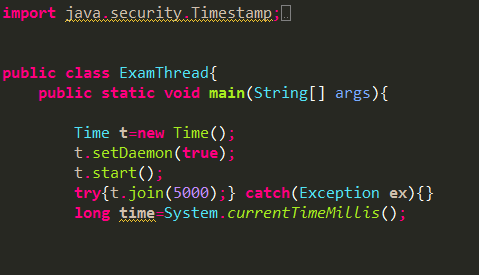 import java.security.Timestamp;
public class ExamThread{
public static void main(String[] args){
Time t=new Time();
t.setDaemon(true);
t.start();
try{t.join(5000);} catch(Exception ex){}
long time=System.currentTimeMillis();